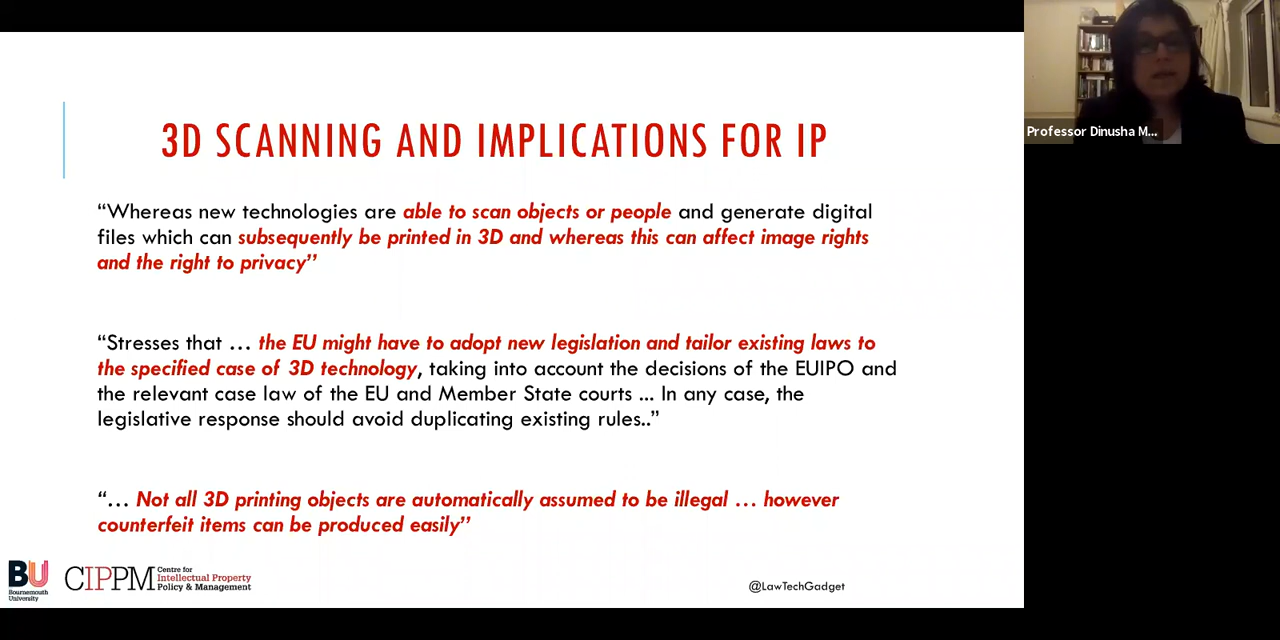 3D SCANNING AND IMPLICATIONS FOR IP
“Whereas new technologies are able to scan objects or people and generate digital
files which can subsequently be printed in 3D and whereas this can affect image rights
and the right to privacy”
“Stresses that … the EU might have to adopt new legislation and tailor existing laws to
the specified case of 3D technology, taking into account the decisions of the EUIPO and
the relevant case law of the EU and Member State courts ... In any case, the
legislative response should avoid duplicating existing rules..”
“… Not all 3D printing objects are automatically assumed to be illegal … however
counterfeit items can be produced easily”
BU
Bournemouth
University
CIPPM
Centre for
Intellectual Property
Policy & Management
@LawTechGadget
Professor Dinusha M...